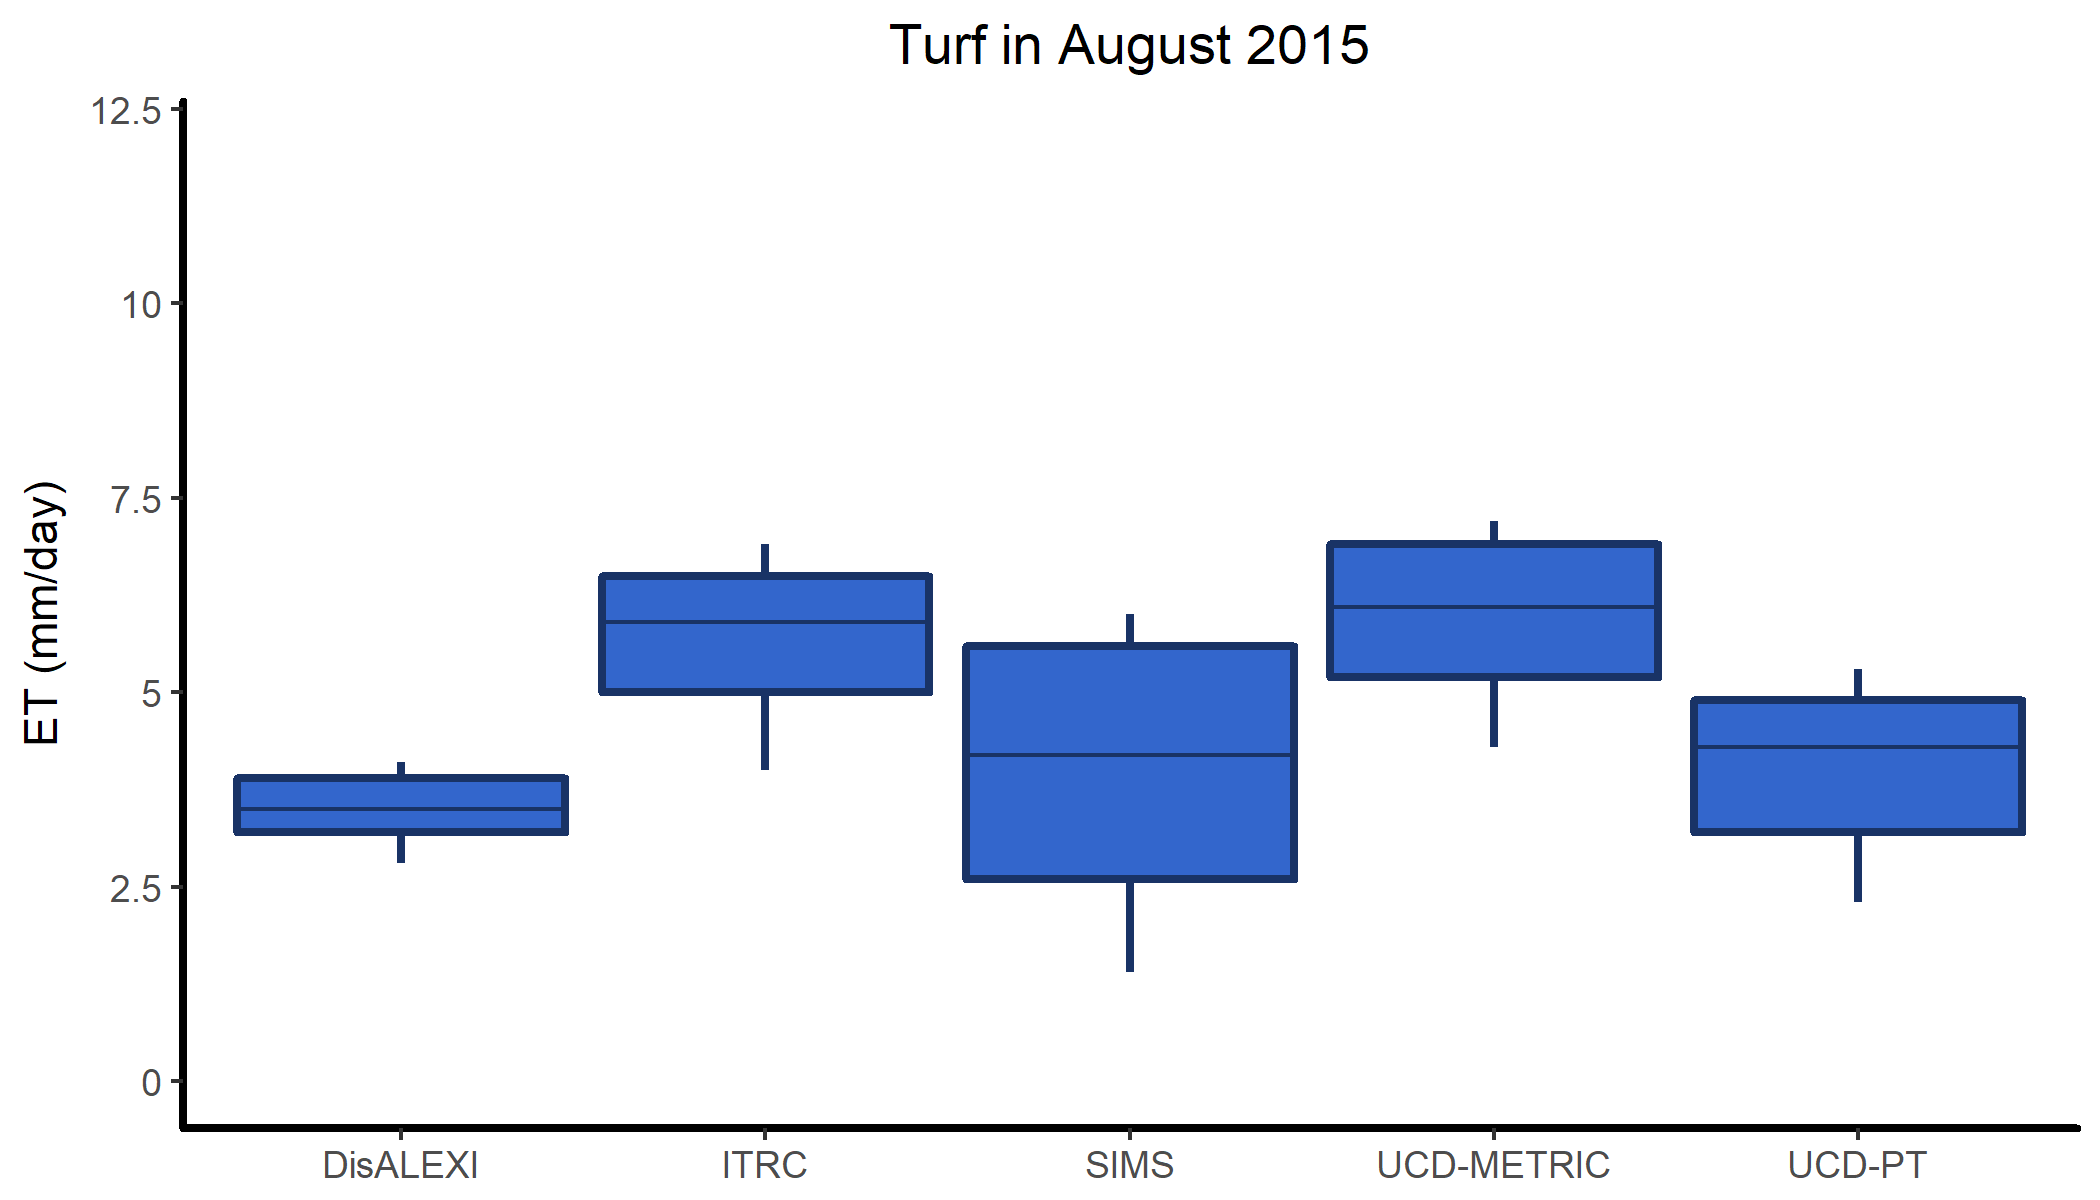 Turf in August 2015
12.5
10
7.5
5
2.5
0
ET (mm/day)
DisALEXI ITRC SIMS UCD-METRIC UCD-PT